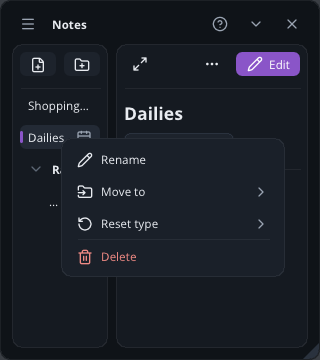 Notes
Edit
Shopping...
Dailies
Dailies
Rename
...
Move to
Reset type
Delete